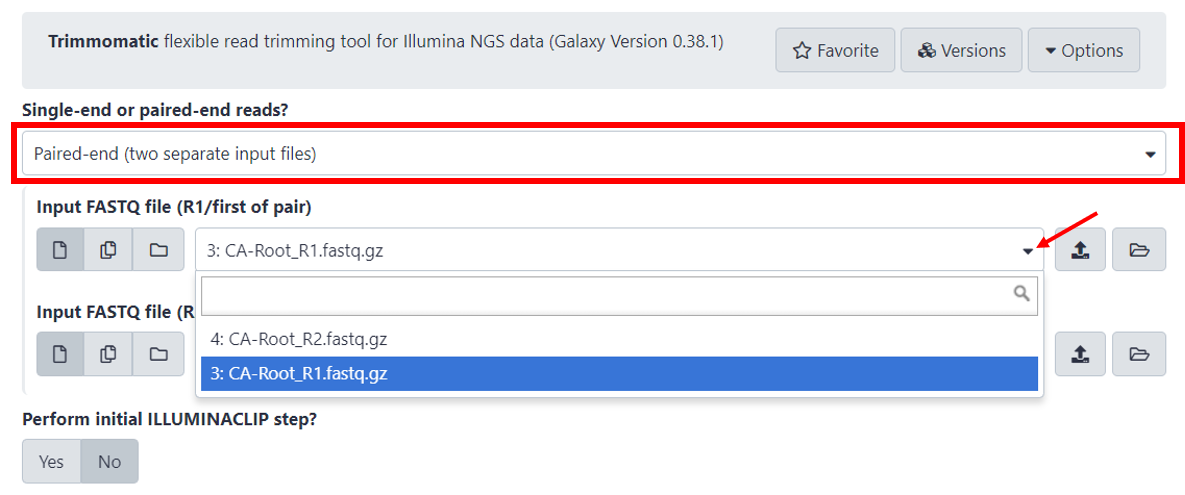 Trimmomatic flexible read trimming tool for Illumina NGS data (Galaxy Version 0.38.1)
Favorite
Versions
Options
Single-end or paired-end reads?
Paired-end (two separate input files)
Input FASTQ file (R1/first of pair)
3: CA-Root_R1.fastq.gz
Input FASTQ file (R
4: CA-Root_R2.fastq.gz
3: CA-Root_R1.fastq.gz
Perform initial ILLUMINACLIP step?
Yes
No